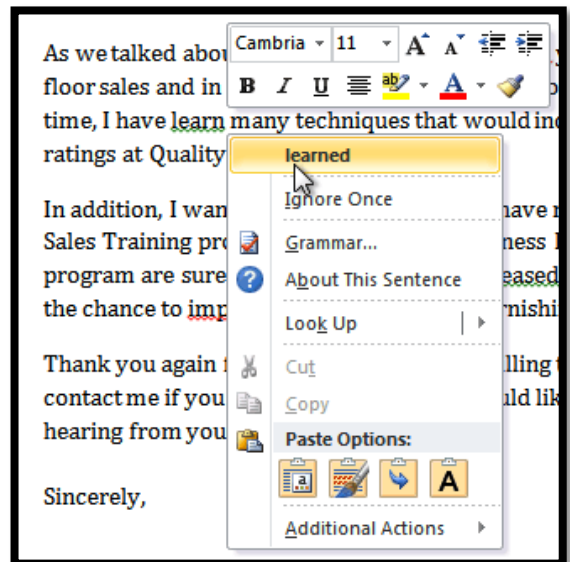 As we talked abou
Cambria 11 A A
floor sales and in
B I U ab A
time, I have learn many techniques that would inc
ratings at Quality
learned
Ignore Once
In addition, I wan
have
Sales Training pro
Grammar...
ness
program are sure
About This Sentence
eased
the chance to imp
Look Up
rnishi
Thank you again f
Cut
lling t
contact me if you
Copy
uld lik
hearing from you
Paste Options:
a A
Sincerely,
Additional Actions